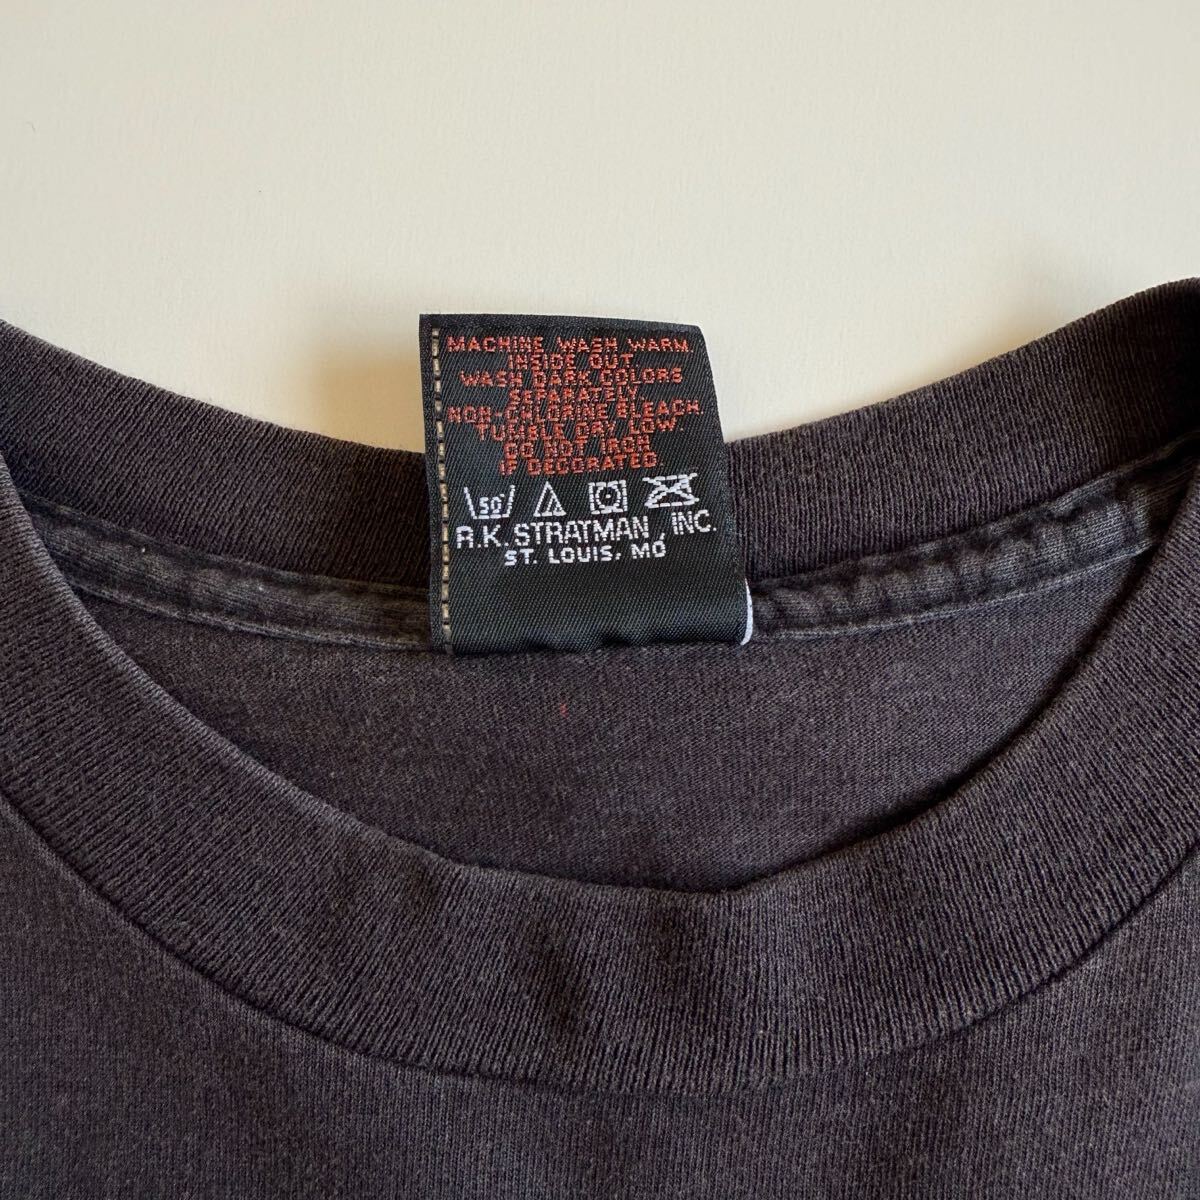 MACHINE WASH WARM.
INSIDE OUT
WASH DARK COLORS
SEPARATELY
NON-CHLORINE BLEACH.
TUMBLE DRY LOW.
DO NOT IRON
IF DECORATED
50°
R.K. STRATMAN, INC.
ST. LOUIS, MO